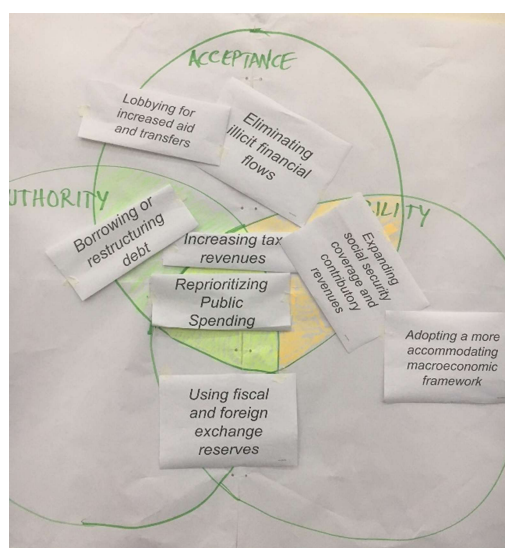 ACCEPTANCE
Lobbying for
increased aid
and transfers
Eliminating
illicit financial
flows
UTHORITY
ILITY
Borrowing or
restructuring
debt
Increasing tax
revenues
Expanding
social security
coverage and
contributory
revenues
Reprioritizing
Public
Spending
Adopting a more
accommodating
macroeconomic
framework
Using fiscal
and foreign
exchange
reserves